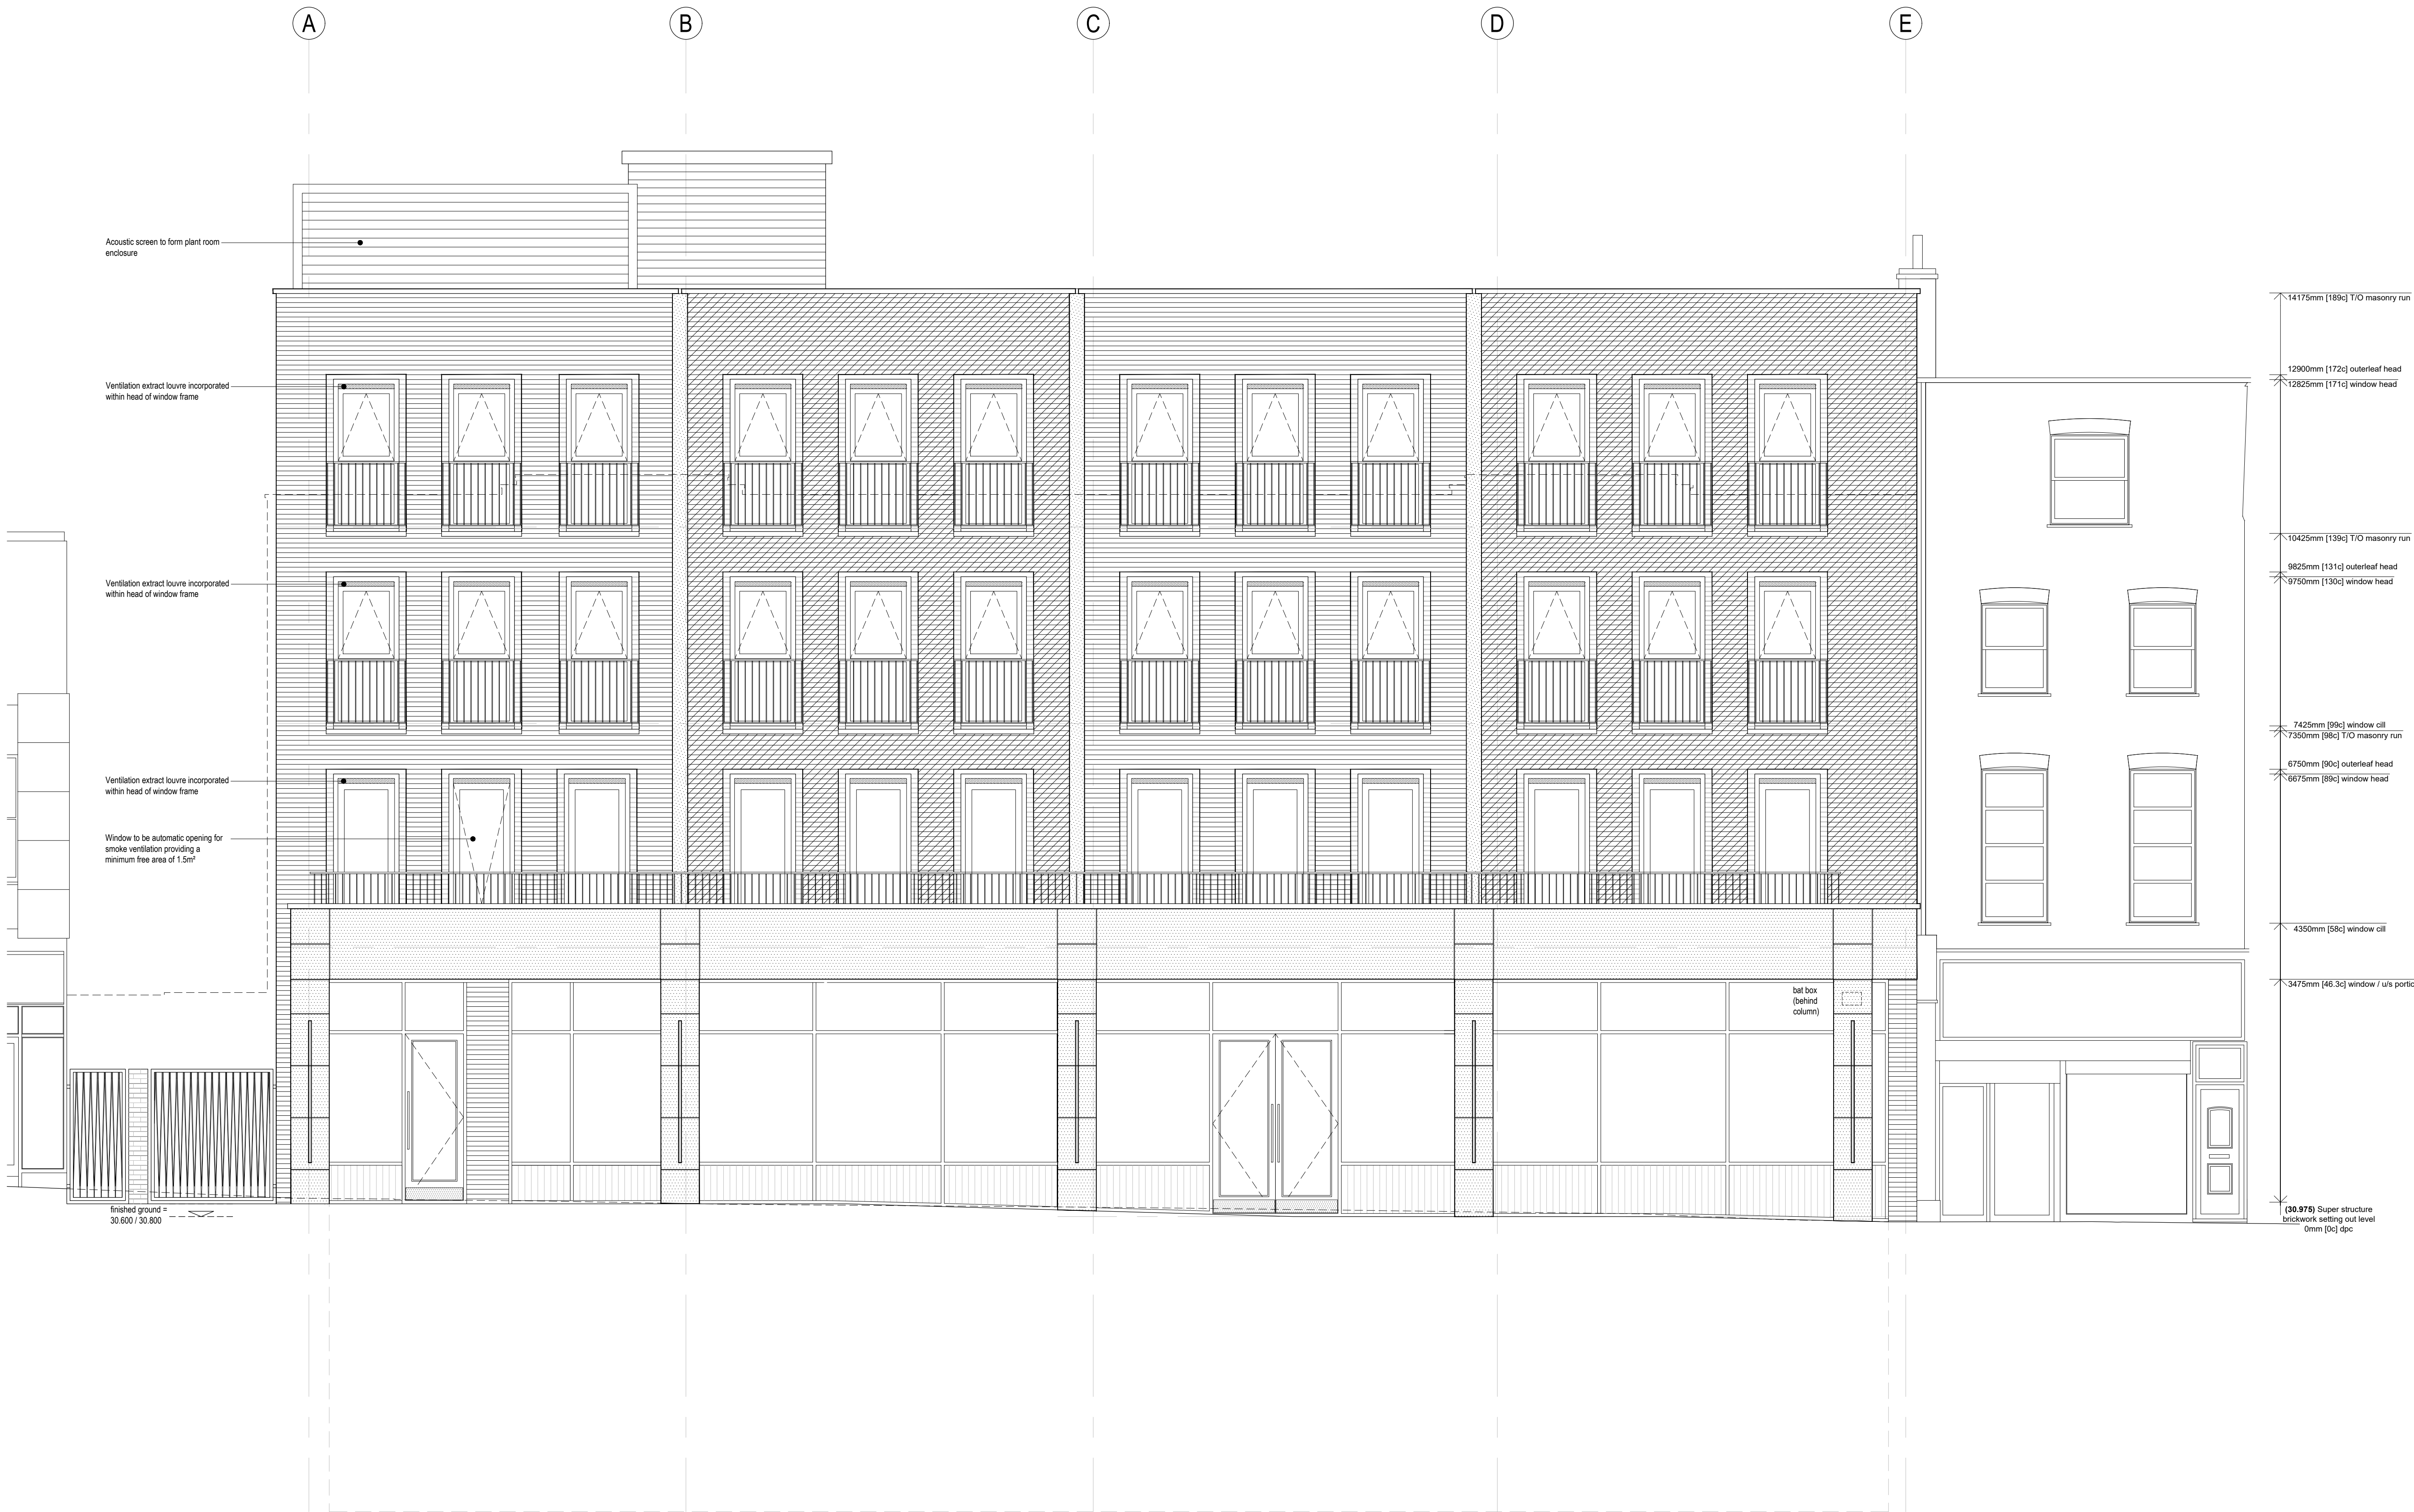 A
B
C
D
E
Acoustic screen to form plant room
enclosure
14175mm [189c] T/O masonry run
12900mm [172c] outerleaf head
12825mm [171c] window head
Ventilation extract louvre incorporated
within head of window frame
10425mm [139c] T/O masonry run
9825mm [131c] outerleaf head
9750mm [130c] window head
Ventilation extract louvre incorporated
within head of window frame
7425mm [99c] window cill
7350mm [98c] T/O masonry run
6750mm [90c] outerleaf head
6675mm [89c] window head
Ventilation extract louvre incorporated
within head of window frame
Window to be automatic opening for
smoke ventilation providing a
minimum free area of 1.5m²
4350mm [58c] window cill
3475mm [46.3c] window / u/s portic
bat box
(behind
column)
finished ground =
30.600 / 30.800
(30.975) Super structure
brickwork setting out level
0mm [0c] dpc